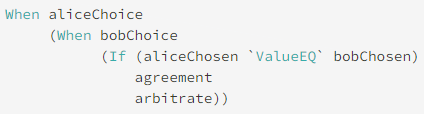 When aliceChoice
     (When bobChoice
           (If (aliceChosen `ValueEQ` bobChosen)
               agreement
               arbitrate))